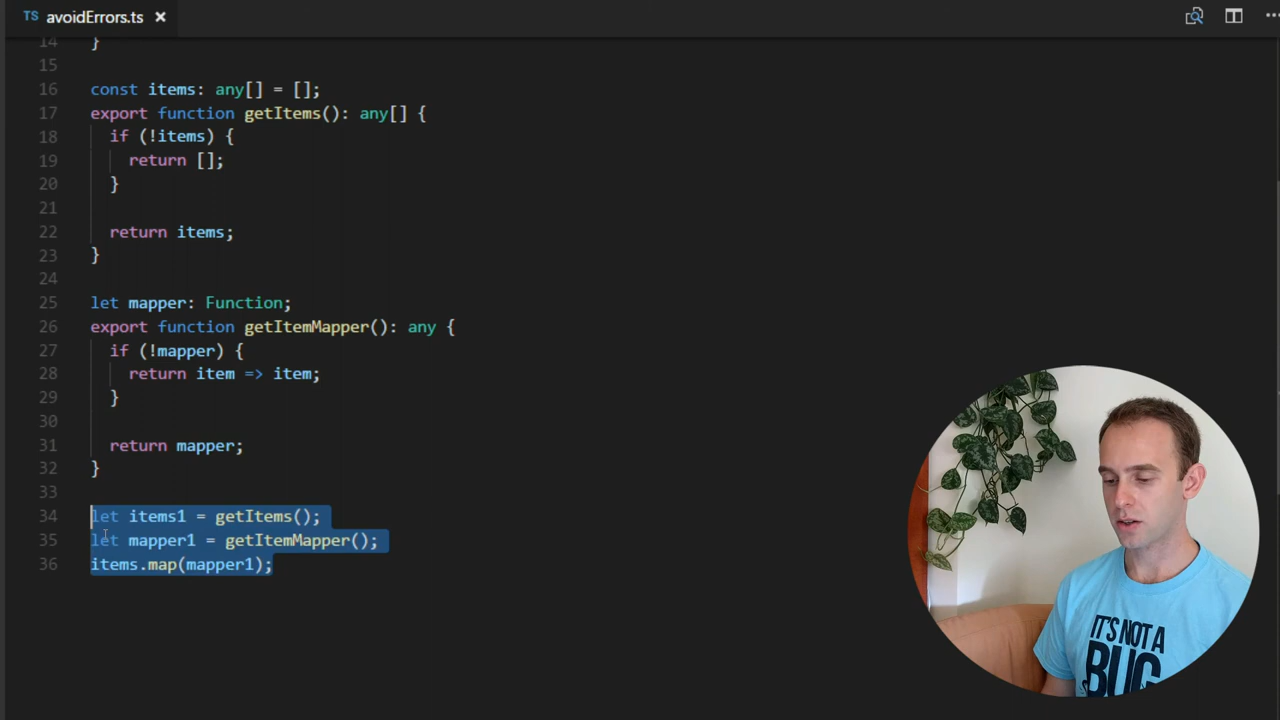 TS avoidErrors.ts ×
14 }
15
16 const items: any[] = [];
17 export function getItems(): any[] {
18 if (!items) {
19 return [];
20 }
21
22 return items;
23 }
24
25 let mapper: Function;
26 export function getItemMapper(): any {
27 if (!mapper) {
28 return item => item;
29 }
30
31 return mapper;
32 }
33
34 let items1 = getItems();
35 let mapper1 = getItemMapper();
36 items.map(mapper1);
IT'S NOT A
BUG